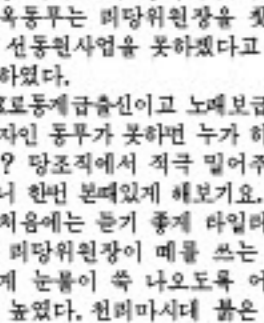 옥동무는 리당위원장을 찾
선동원사업을 못하겠다고
하였다.
로동계급출신이고 노래보급
자인 동무가 못하면 누가 하
? 당조직에서 적극 밀어주
니 한번 본때있게 해보기요.
처음에는 듣기 좋게 타일러
리당위원장이 떼를 쓰는
게 눈물이 쑥 나오도록 어
높였다. 천리마시대 붉은